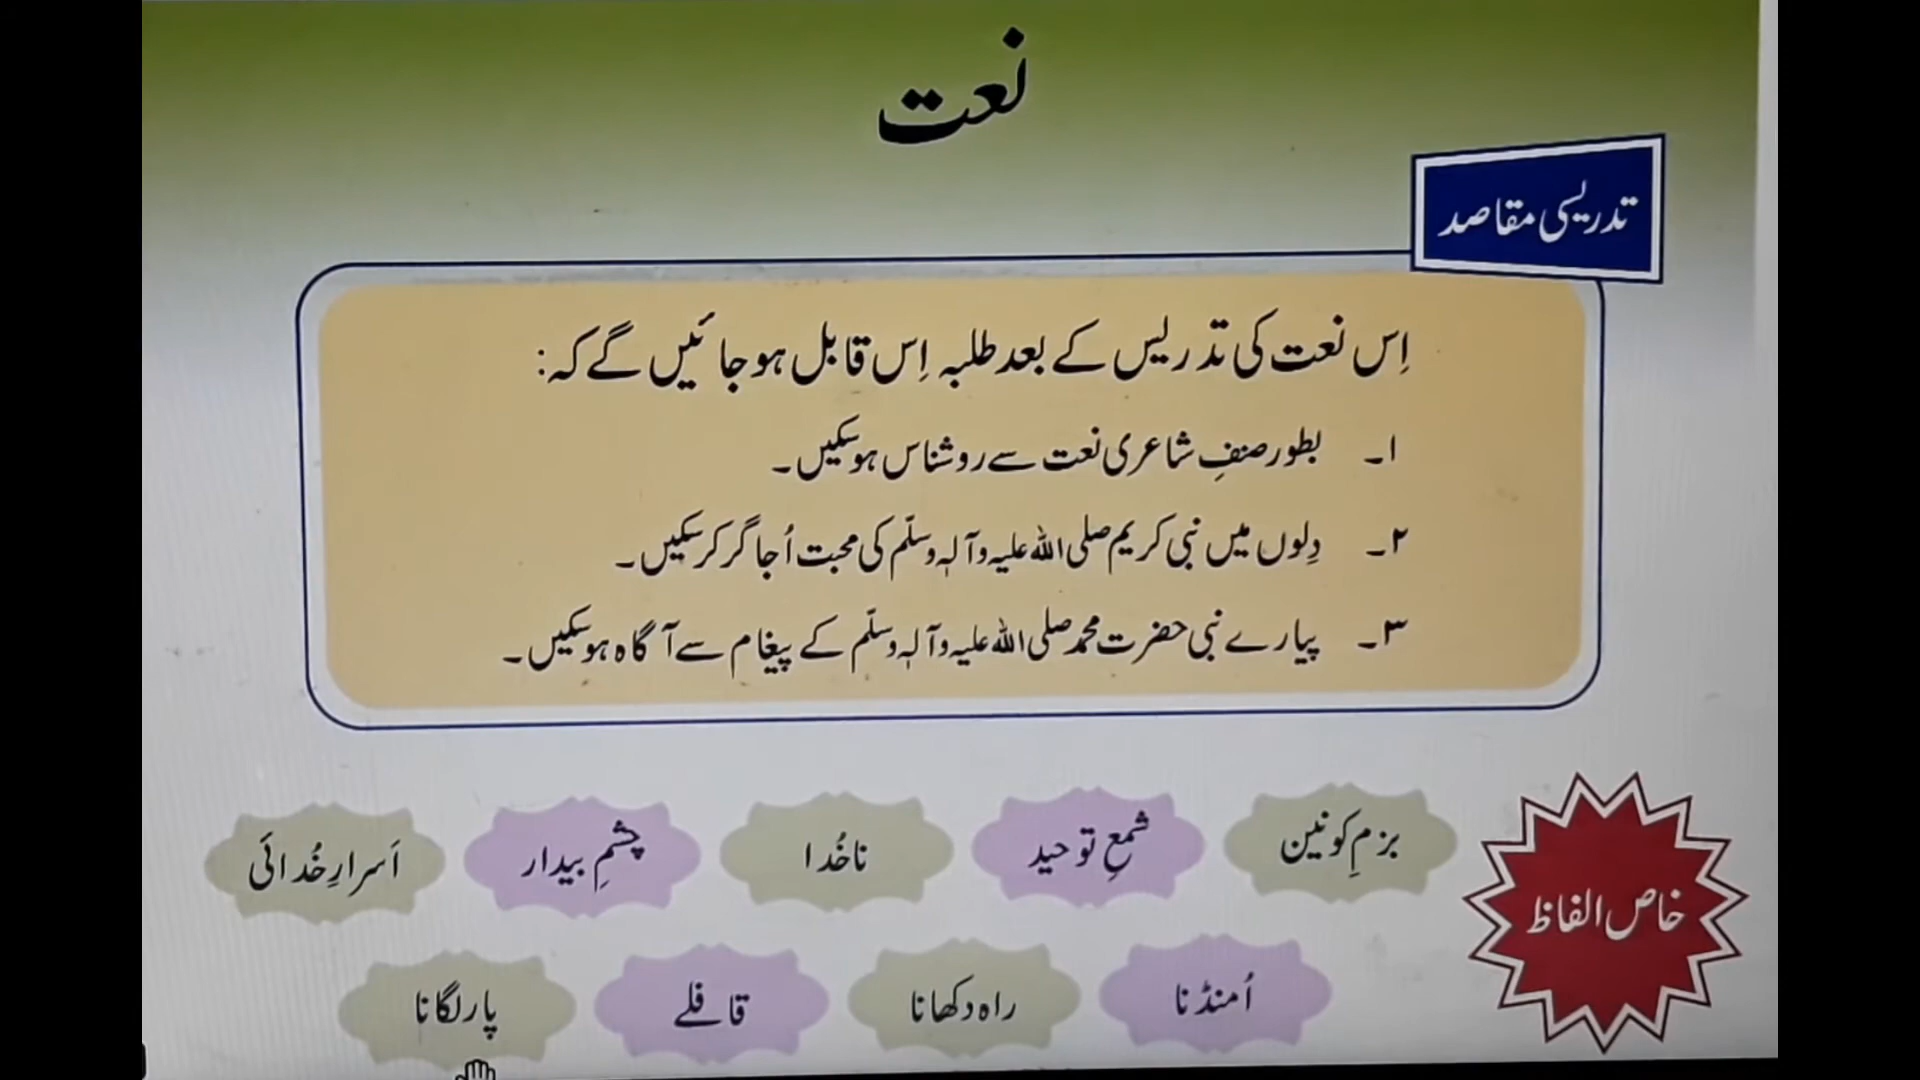 نعت
تدریسی مقاصد
اِس نعت کی تدریس کے بعد طلبہ اِس قابل ہو جائیں گے کہ:
۱۔ بطور صنفِ شاعری نعت سے روشناس ہو سکیں۔
۲۔ دِلوں میں نبی کریم صلی اللہ علیہ وآلہٖ وسلّم کی محبت اُجاگر کر سکیں۔
۳۔ پیارے نبی حضرت محمد صلی اللہ علیہ وآلہٖ وسلّم کے پیغام سے آگاہ ہو سکیں۔
خاص الفاظ
بزمِ کونین شمعِ توحید ناخُدا چشمِ بیدار اَسرارِ خُدائی
اُمنڈنا راہ دکھانا قافلے پار لگانا